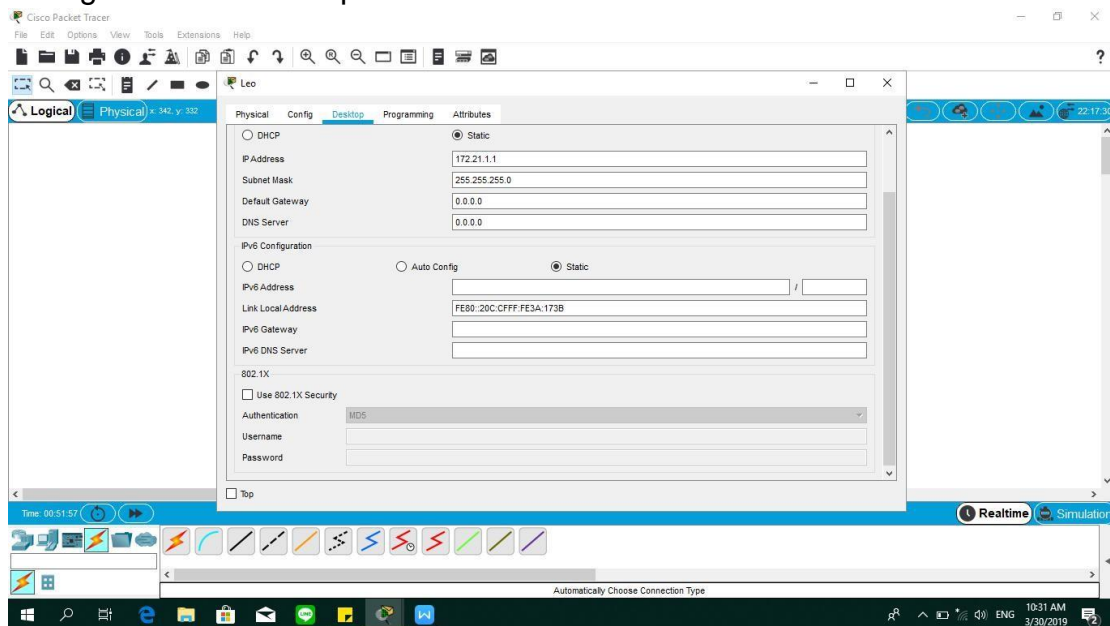 Cisco Packet Tracer
File Edit Options View Tools Extensions Help
Leo
Logical Physical x: 342, y: 332
22:17:30
Physical Config Desktop Programming Attributes
DHCP Static
IP Address 172.21.1.1
Subnet Mask 255.255.255.0
Default Gateway 0.0.0.0
DNS Server 0.0.0.0
IPv6 Configuration
DHCP Auto Config Static
IPv6 Address /
Link Local Address FE80::20C:CFFF:FE3A:173B
IPv6 Gateway
IPv6 DNS Server
802.1X
Use 802.1X Security
Authentication MD5
Username
Password
Top
Time: 00:51:57 Realtime Simulation
Automatically Choose Connection Type
ENG 10:31 AM
3/30/2019 2